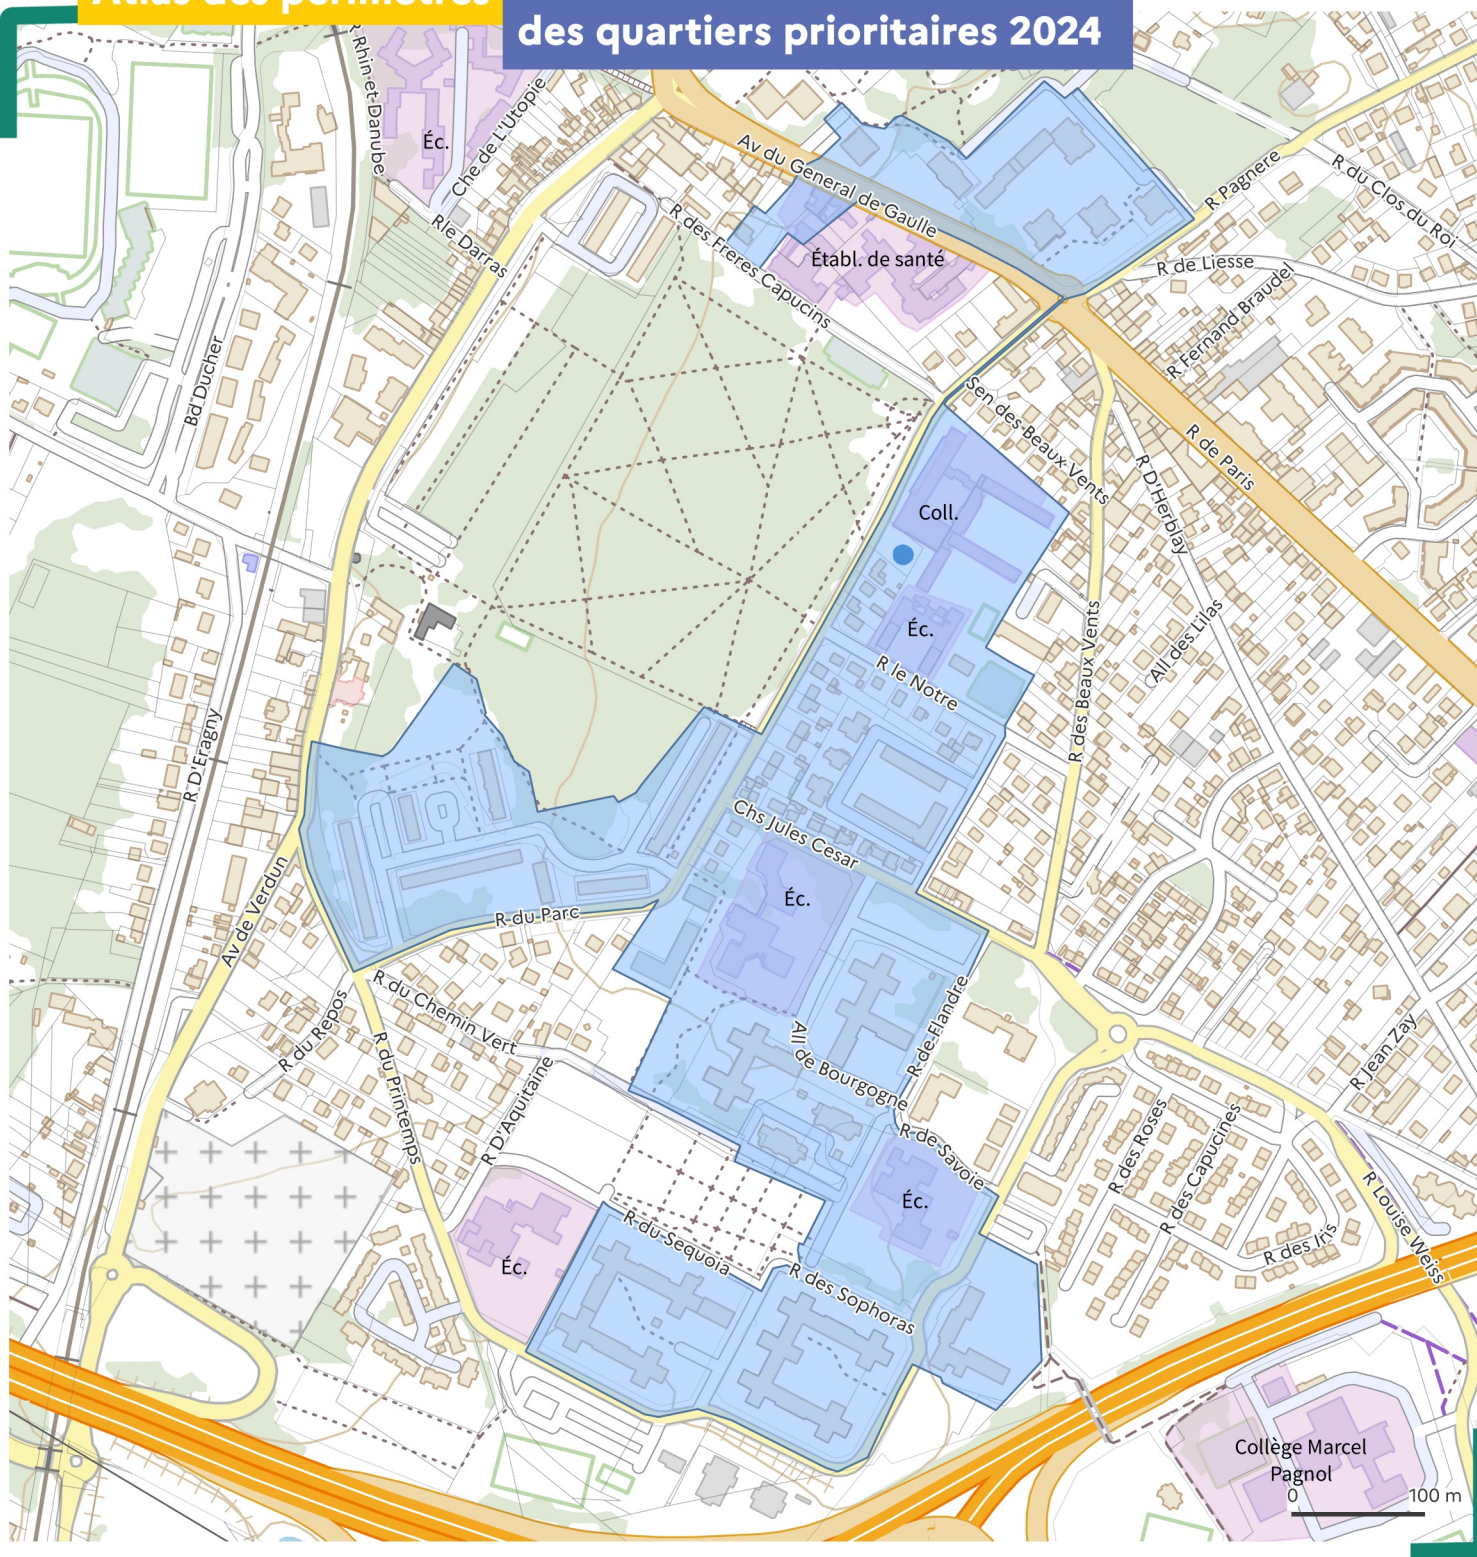 Atlas des périmètres
des quartiers prioritaires 2024
R Rhin-et-Danube
Éc.
Che de L'Utopie
Rle Darras
Av du General de Gaulle
R des Freres Capucins
Établ. de santé
R Pagnere
R du Clos du Roi
R de Liesse
R Fernand Braudel
Bd Ducher
Sen des Beaux Vents
R de Paris
R D'Herblay
Coll.
Éc.
R le Notre
R des Beaux Vents
All des Lilas
R D'Eragny
Chs Jules Cesar
Éc.
Av de Verdun
R du Parc
R du Chemin Vert
R du Repos
R du Printemps
R D'Aquitaine
All de Bourgogne
R de Flandre
R de Savoie
R Jean Zay
R des Roses
R des Capucines
Éc.
R Louise Weiss
R des Iris
R du Sequoia
Éc.
R des Sophoras
Collège Marcel
Pagnol
0 100 m